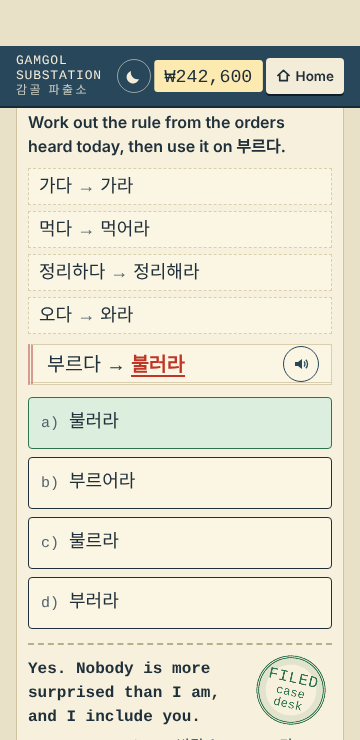 GAMGOL
SUBSTATION
감골 파출소
₩242,600
Home
Work out the rule from the orders
heard today, then use it on 부르다.
가다 → 가라
먹다 → 먹어라
정리하다 → 정리해라
오다 → 와라
부르다 → 불러라
a) 불러라
b) 부르어라
c) 불르라
d) 부러라
Yes. Nobody is more
surprised than I am,
and I include you.
FILED
case
desk